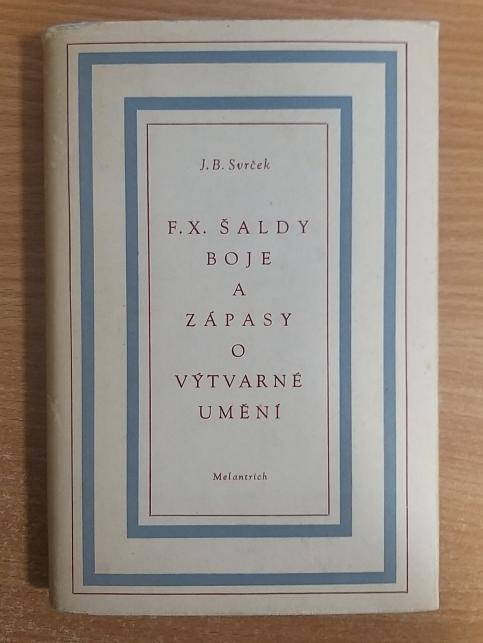 J. B. Svrček
F. X. ŠALDY
BOJE
A
ZÁPASY
O
VÝTVARNÉ
UMĚNÍ
Melantrich